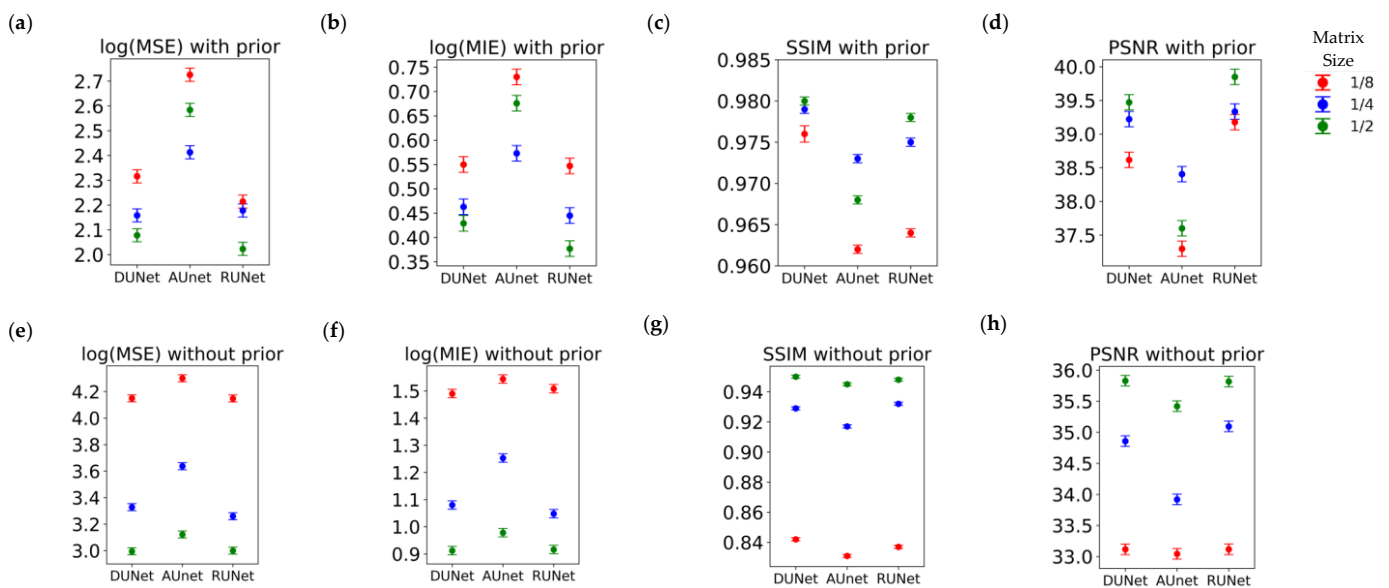 (a)
log(MSE) with prior
2.7
2.6
2.5
2.4
2.3
2.2
2.1
2.0
DUNet AUnet RUNet
(b)
log(MIE) with prior
0.75
0.70
0.65
0.60
0.55
0.50
0.45
0.40
0.35
DUNet AUnet RUNet
(c)
SSIM with prior
0.985
0.980
0.975
0.970
0.965
0.960
DUNet AUnet RUNet
(d)
PSNR with prior
40.0
39.5
39.0
38.5
38.0
37.5
DUNet AUnet RUNet
Matrix
Size
1/8
1/4
1/2
(e)
log(MSE) without prior
4.2
4.0
3.8
3.6
3.4
3.2
3.0
DUNet AUnet RUNet
(f)
log(MIE) without prior
1.5
1.4
1.3
1.2
1.1
1.0
0.9
DUNet AUnet RUNet
(g)
SSIM without prior
0.94
0.92
0.90
0.88
0.86
0.84
DUNet AUnet RUNet
(h)
PSNR without prior
36.0
35.5
35.0
34.5
34.0
33.5
33.0
DUNet AUnet RUNet